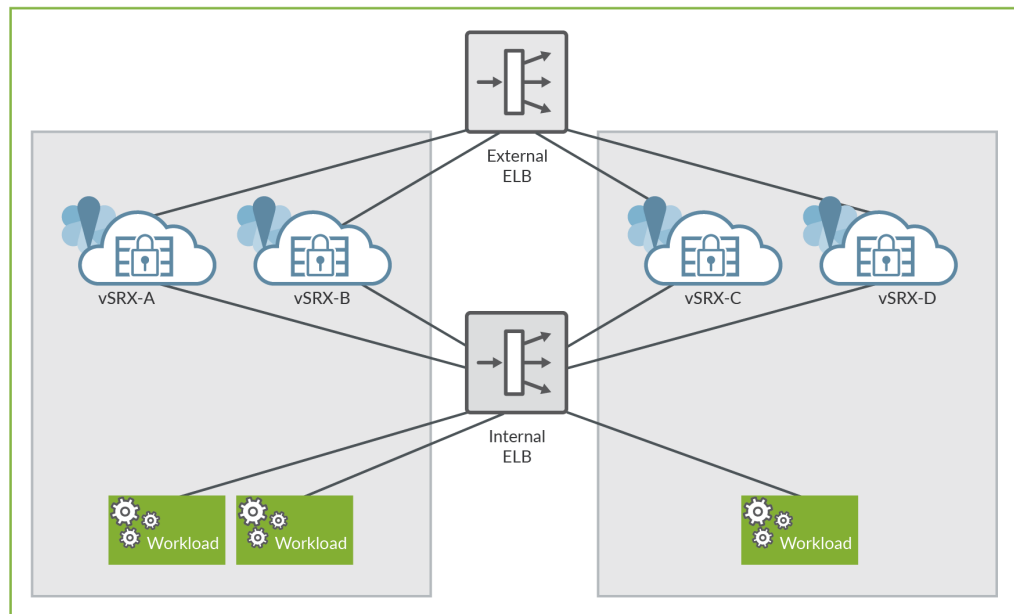 External
ELB
vSRX-A
vSRX-B
vSRX-C
vSRX-D
Internal
ELB
Workload
Workload
Workload